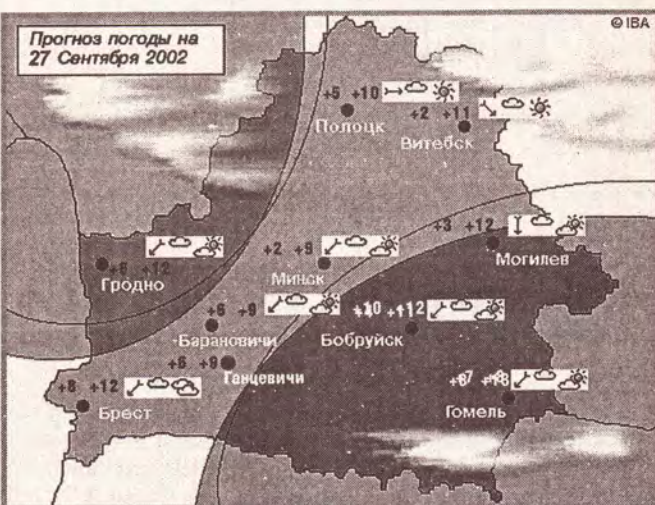 Прогноз погоды на
27 Сентября 2002
© IBA
+5 +10
Полоцк
+2 +11
Витебск
+3 +12
Могилев
+12
Гродно
+2 +9
Минск
+6 +9
Барановичи
Бобруйск
+6 +9
Ганцевичи
+8 +12
Брест
Гомель